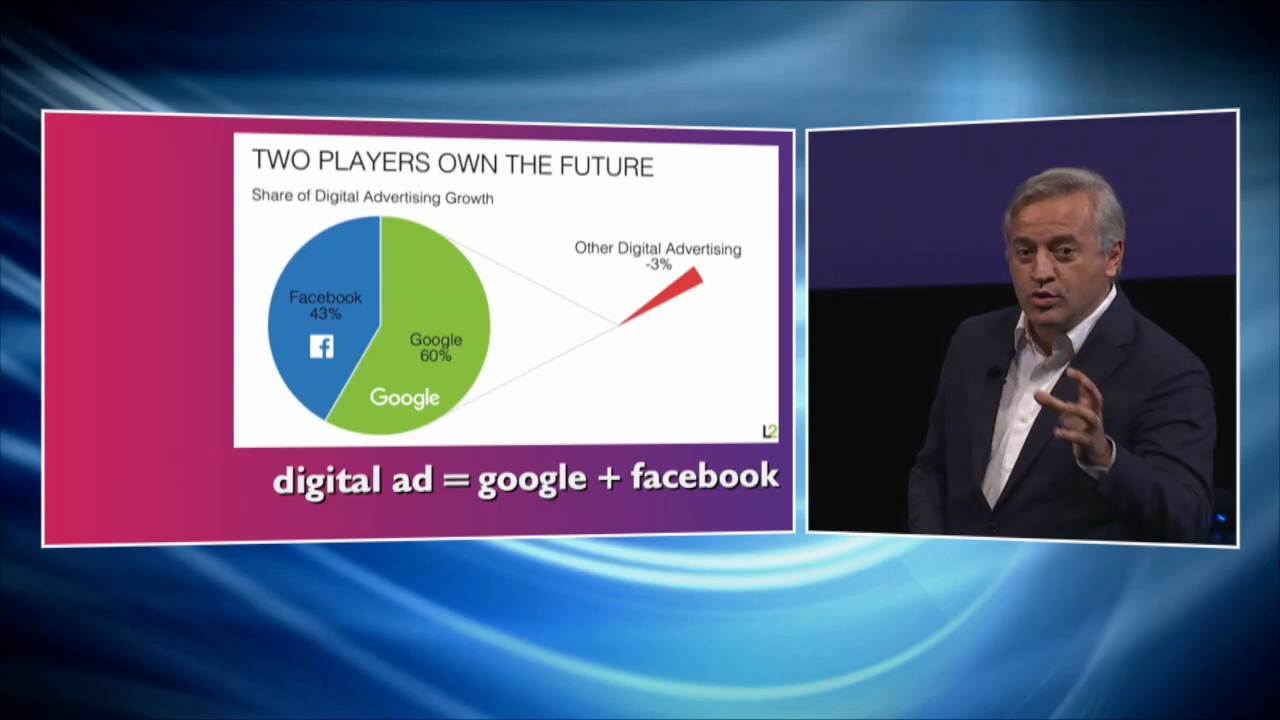 TWO PLAYERS OWN THE FUTURE
Share of Digital Advertising Growth
Other Digital Advertising
-3%
Facebook
43%
f
Google
60%
Google
L2
digital ad = google + facebook